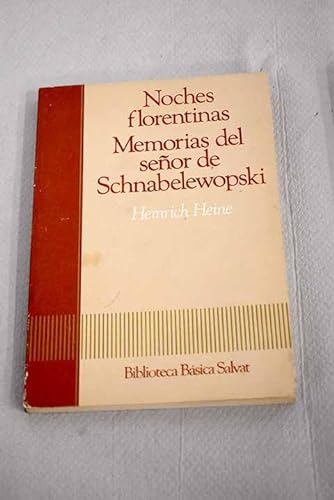 Noches
florentinas
Memorias del
señor de
Schnabelewopski
Heinrich Heine
Biblioteca Básica Salvat